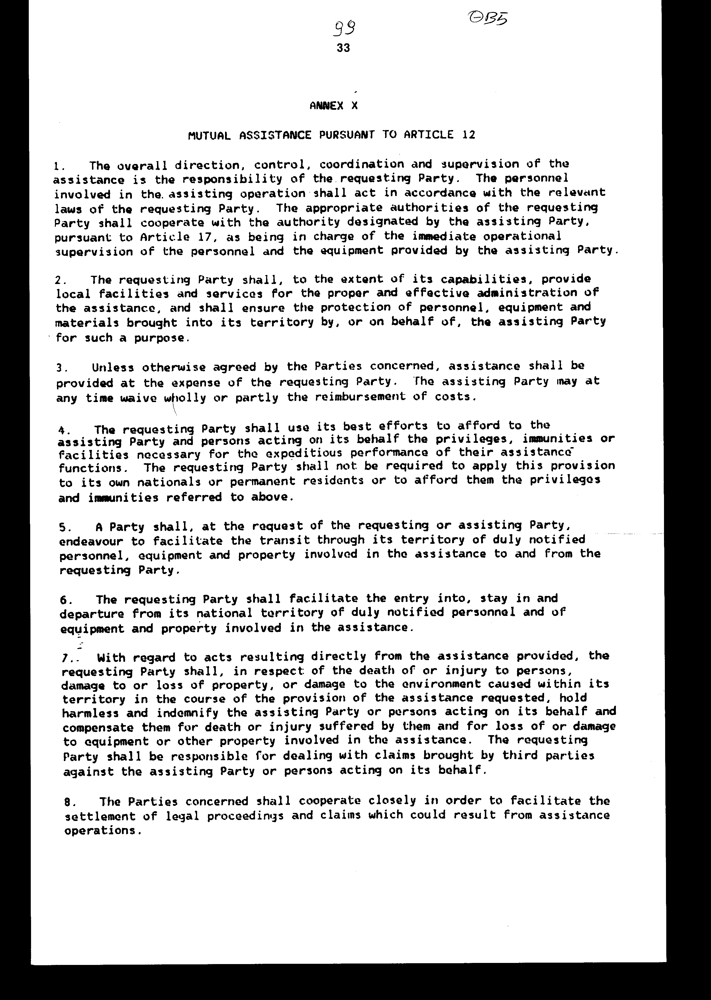 99
33
ANNEX X
MUTUAL ASSISTANCE PURSUANT TO ARTICLE 12
1. The overall direction, control, coordination and supervision of the
assistance is the responsibility of the requesting Party. The personnel
involved in the assisting operation shall act in accordance with the relevant
laws of the requesting Party. The appropriate authorities of the requesting
Party shall cooperate with the authority designated by the assisting Party,
pursuant to Article 17, as being in charge of the immediate operational
supervision of the personnel and the equipment provided by the assisting Party.
2. The requesting Party shall, to the extent of its capabilities, provide
local facilities and services for the proper and effective administration of
the assistance, and shall ensure the protection of personnel, equipment and
materials brought into its territory by, or on behalf of, the assisting Party
for such a purpose.
3. Unless otherwise agreed by the Parties concerned, assistance shall be
provided at the expense of the requesting Party. The assisting Party may at
any time waive wholly or partly the reimbursement of costs.
4. The requesting Party shall use its best efforts to afford to the
assisting Party and persons acting on its behalf the privileges, immunities or
facilities necessary for the expeditious performance of their assistance
functions. The requesting Party shall not be required to apply this provision
to its own nationals or permanent residents or to afford them the privileges
and immunities referred to above.
5. A Party shall, at the request of the requesting or assisting Party,
endeavour to facilitate the transit through its territory of duly notified
personnel, equipment and property involved in the assistance to and from the
requesting Party.
6. The requesting Party shall facilitate the entry into, stay in and
departure from its national territory of duly notified personnel and of
equipment and property involved in the assistance.
7. With regard to acts resulting directly from the assistance provided, the
requesting Party shall, in respect of the death of or injury to persons,
damage to or loss of property, or damage to the environment caused within its
territory in the course of the provision of the assistance requested, hold
harmless and indemnify the assisting Party or persons acting on its behalf and
compensate them for death or injury suffered by them and for loss of or damage
to equipment or other property involved in the assistance. The requesting
Party shall be responsible for dealing with claims brought by third parties
against the assisting Party or persons acting on its behalf.
8. The Parties concerned shall cooperate closely in order to facilitate the
settlement of legal proceedings and claims which could result from assistance
operations.